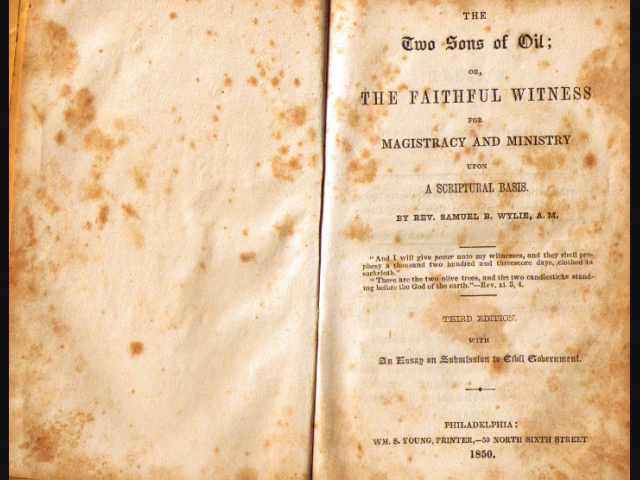 THE
Two Sons of Oil;
OR,
THE FAITHFUL WITNESS
FOR
MAGISTRACY AND MINISTRY
UPON
A SCRIPTURAL BASIS.
BY REV. SAMUEL B. WYLIE, A. M.
"And I will give power unto my witnesses, and they shall pro-
phesy a thousand two hundred and threescore days, clothed in
sackcloth."
"These are the two olive trees, and the two candlesticks stand-
ing before the God of the earth."—Rev. xi. 3, 4.
THIRD EDITION.
WITH
An Essay on Submission to Civil Government.
PHILADELPHIA:
WM. S. YOUNG, PRINTER,—50 NORTH SIXTH STREET
1850.